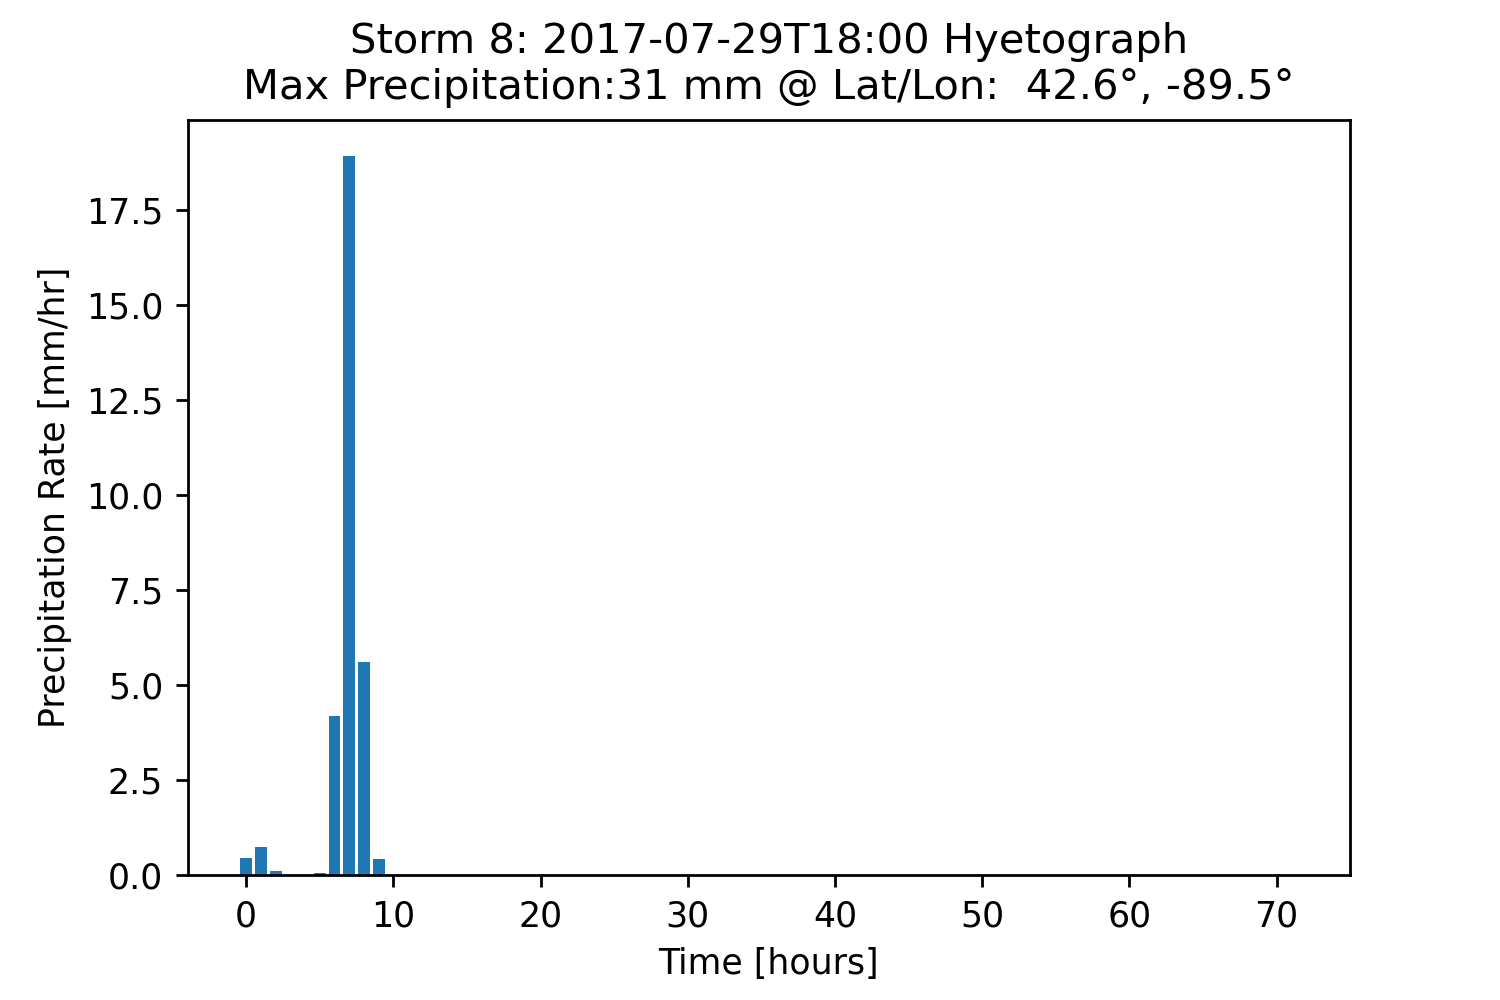 Storm 8: 2017-07-29T18:00 Hyetograph
Max Precipitation:31 mm @ Lat/Lon:  42.6°, -89.5°
Precipitation Rate [mm/hr]
17.5
15.0
12.5
10.0
7.5
5.0
2.5
0.0
0 10 20 30 40 50 60 70
Time [hours]